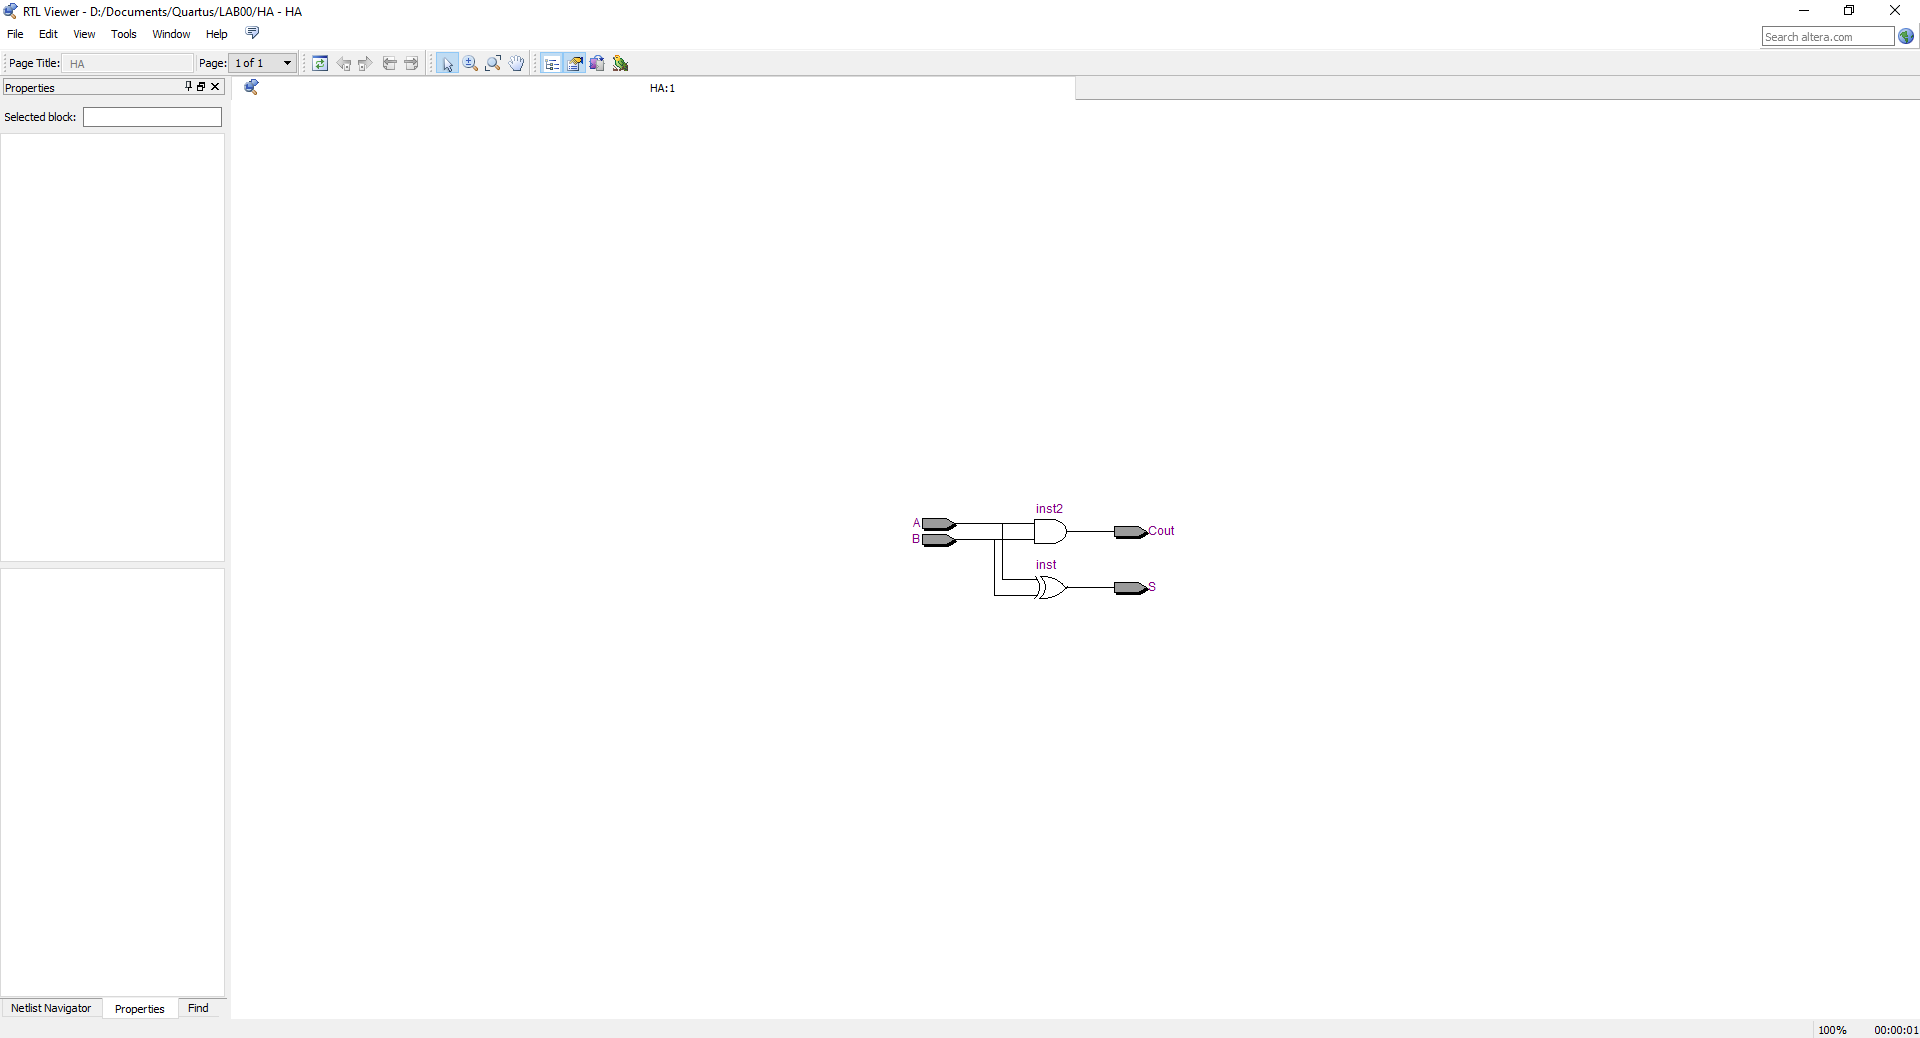 RTL Viewer - D:/Documents/Quartus/LAB00/HA - HA
File Edit View Tools Window Help
Search altera.com
Page Title: HA Page: 1 of 1
Properties
HA:1
Selected block:
inst2
A
Cout
B
inst
S
Netlist Navigator Properties Find
100% 00:00:01